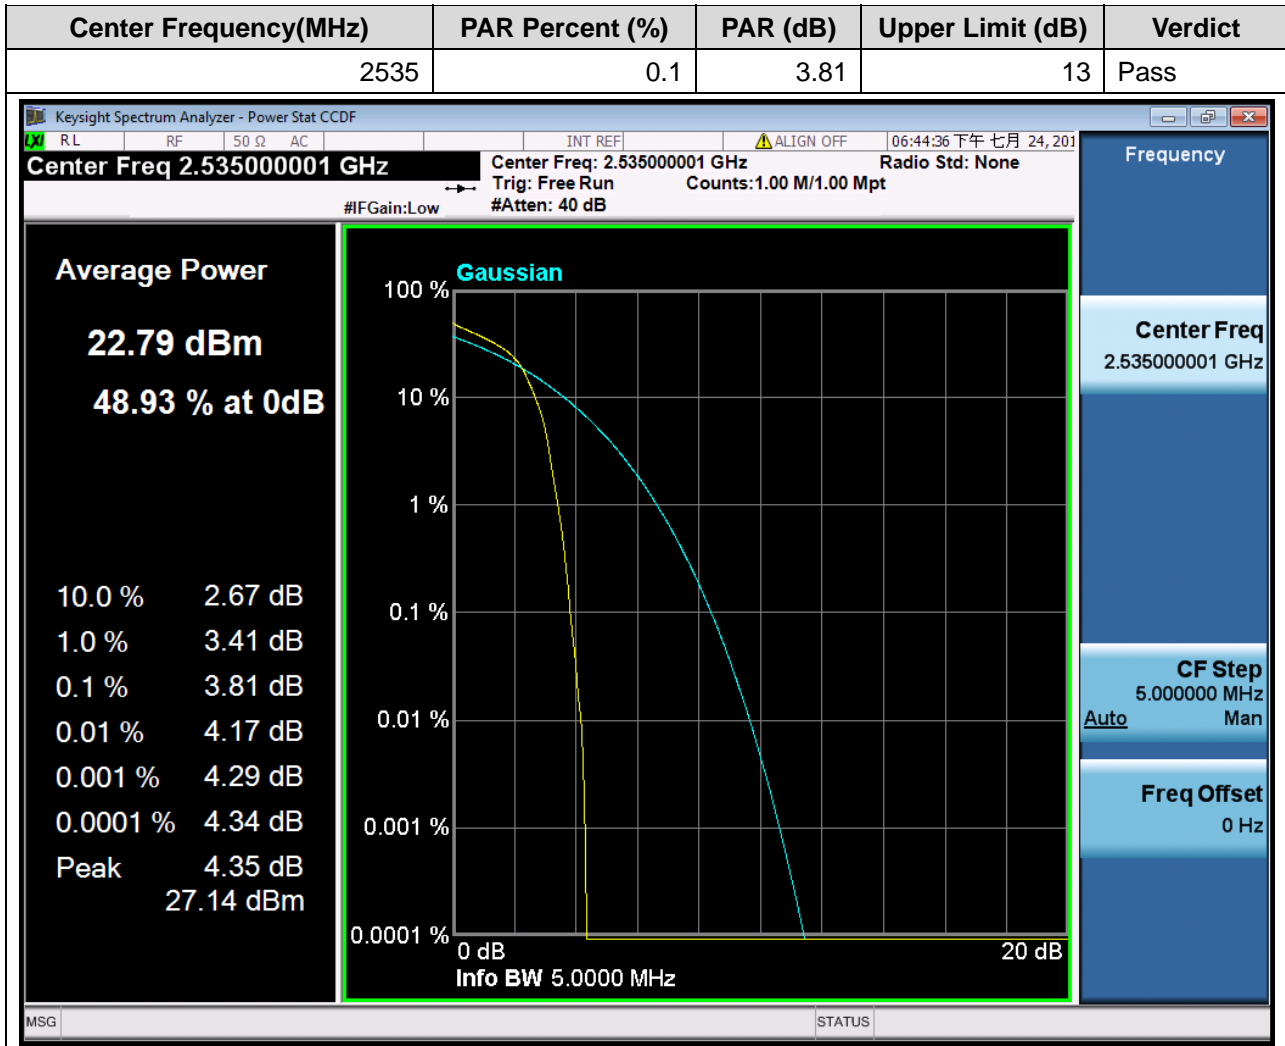 Center Frequency(MHz) PAR Percent (%) PAR (dB) Upper Limit (dB) Verdict
2535 0.1 3.81 13 Pass
Keysight Spectrum Analyzer - Power Stat CCDF
LXI RL RF 50 Ω AC INT REF ALIGN OFF 06:44:36 下午 七月 24, 201
Center Freq 2.535000001 GHz
Center Freq: 2.535000001 GHz Radio Std: None
Trig: Free Run Counts:1.00 M/1.00 Mpt
#IFGain:Low #Atten: 40 dB
Frequency
Average Power
22.79 dBm
48.93 % at 0dB
10.0 % 2.67 dB
1.0 % 3.41 dB
0.1 % 3.81 dB
0.01 % 4.17 dB
0.001 % 4.29 dB
0.0001 % 4.34 dB
Peak 4.35 dB
27.14 dBm
Gaussian
100 %
10 %
1 %
0.1 %
0.01 %
0.001 %
0.0001 %
0 dB 20 dB
Info BW 5.0000 MHz
Center Freq
2.535000001 GHz
CF Step
5.000000 MHz
Auto Man
Freq Offset
0 Hz
MSG STATUS